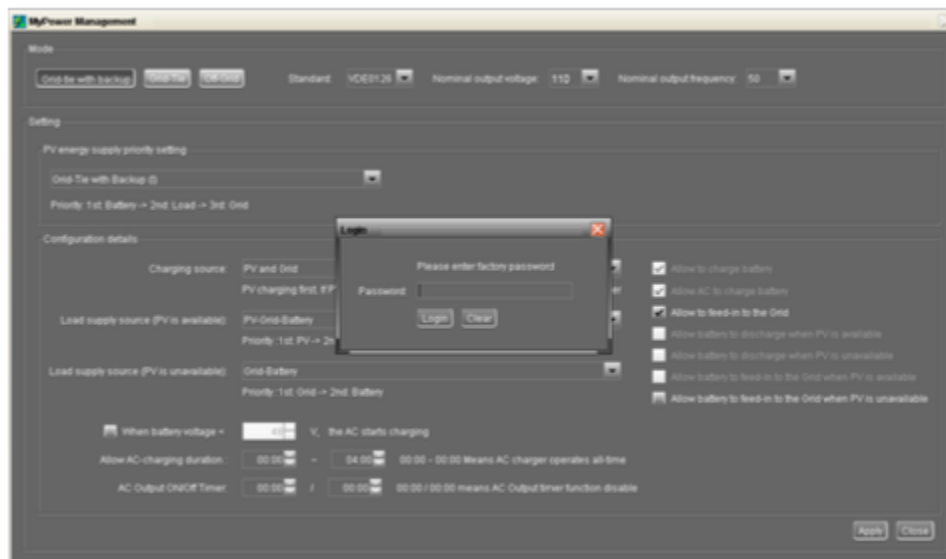 MyPower Management
Mode
Grid-tie with backup Grid-Tie Off-Grid Standard: VDE0126 Nominal output voltage: 110 Nominal output frequency: 50
Setting
PV energy supply priority setting
Grid-Tie with Backup (I)
Priority: 1st: Battery-> 2nd: Load -> 3rd: Grid
Configuration details
Login
Charging source: PV and Grid
Please enter factory password
Allow to charge battery
PV charging first. If P
Password:
Allow AC to charge battery
Load supply source (PV is available): PV-Grid-Battery
Login Clear
Allow to feed-in to the Grid
Priority :1st: PV -> 2n
Allow battery to discharge when PV is available
Load supply source (PV is unavailable): Grid-Battery
Allow battery to discharge when PV is unavailable
Priority :1st: Grid -> 2nd: Battery
Allow battery to feed-in to the Grid when PV is available
Allow battery to feed-in to the Grid when PV is unavailable
When battery voltage < V, the AC starts charging
Allow AC-charging duration : 00:00 ~ 04:00 00:00 - 00:00 Means AC charger operates all-time
AC Output ON/Off Timer: 00:00 / 00:00 00:00 / 00:00 means AC Output timer function disable
Apply Close